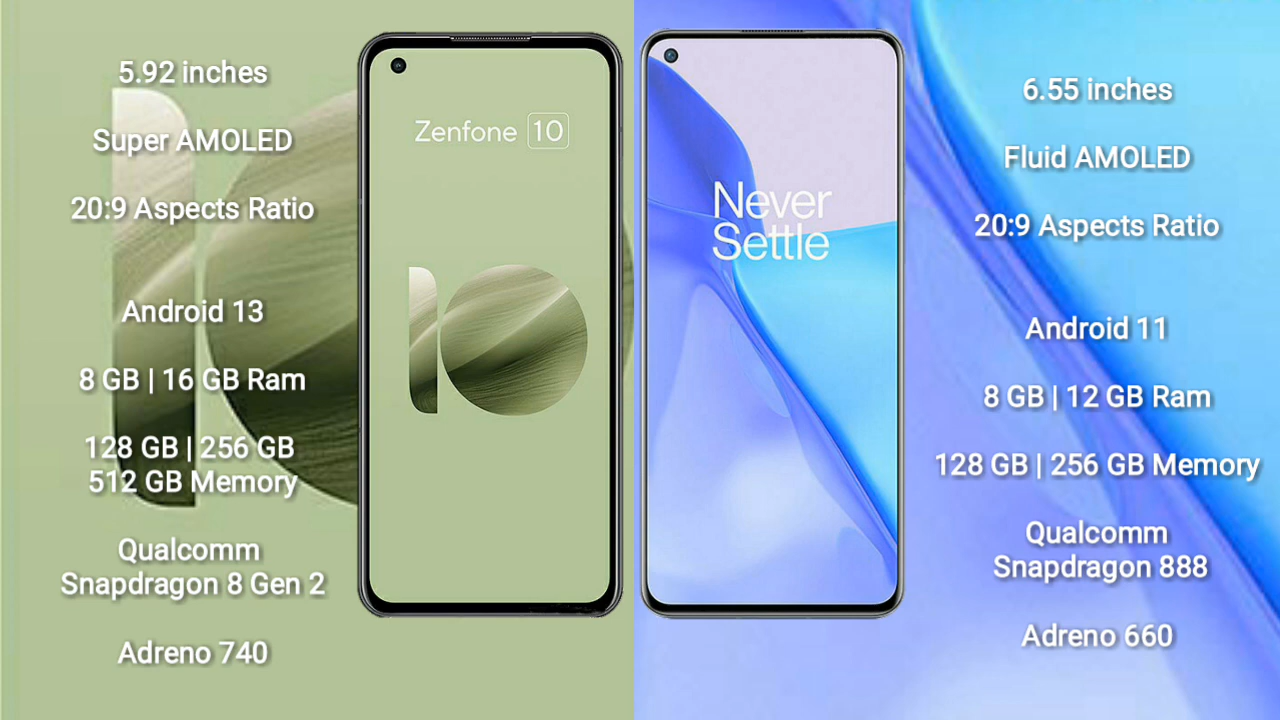 5.92 inches
Super AMOLED
20:9 Aspects Ratio
Android 13
8 GB | 16 GB Ram
128 GB | 256 GB
512 GB Memory
Qualcomm
Snapdragon 8 Gen 2
Adreno 740
Zenfone 10
10
Never
Settle
6.55 inches
Fluid AMOLED
20:9 Aspects Ratio
Android 11
8 GB | 12 GB Ram
128 GB | 256 GB Memory
Qualcomm
Snapdragon 888
Adreno 660